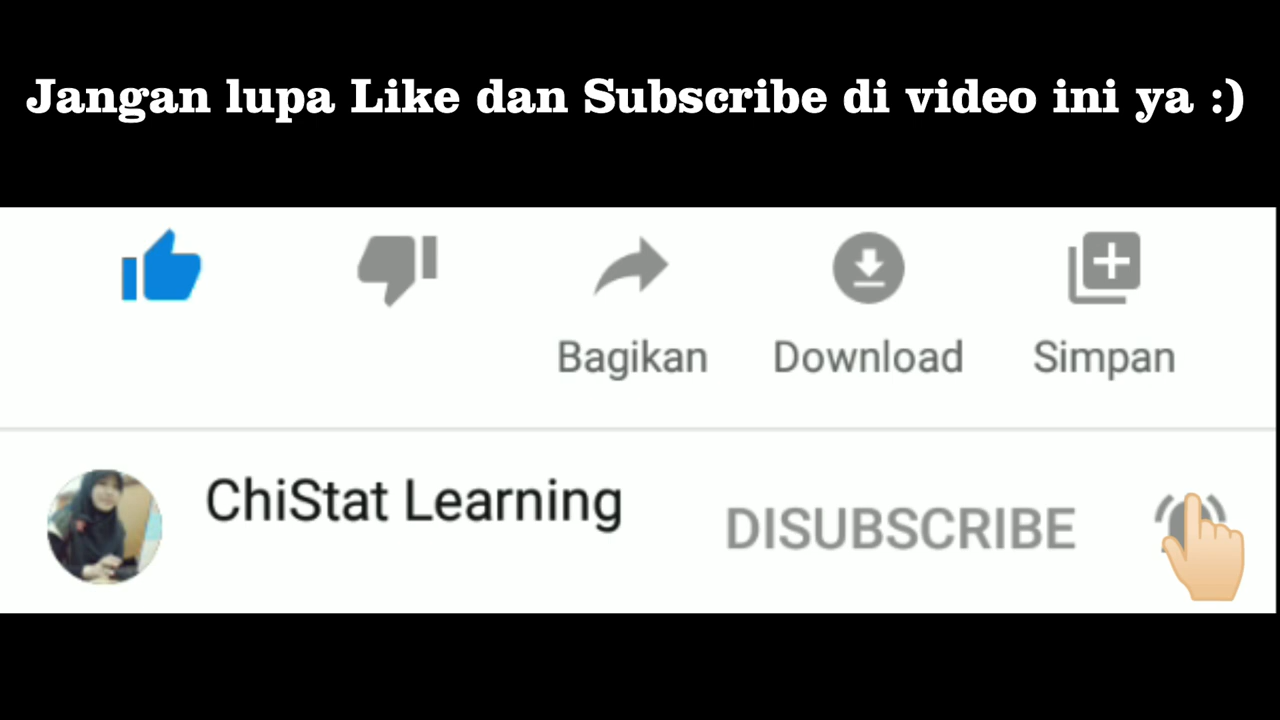 Jangan lupa Like dan Subscribe di video ini ya :)
Bagikan Download Simpan
ChiStat Learning
DISUBSCRIBE